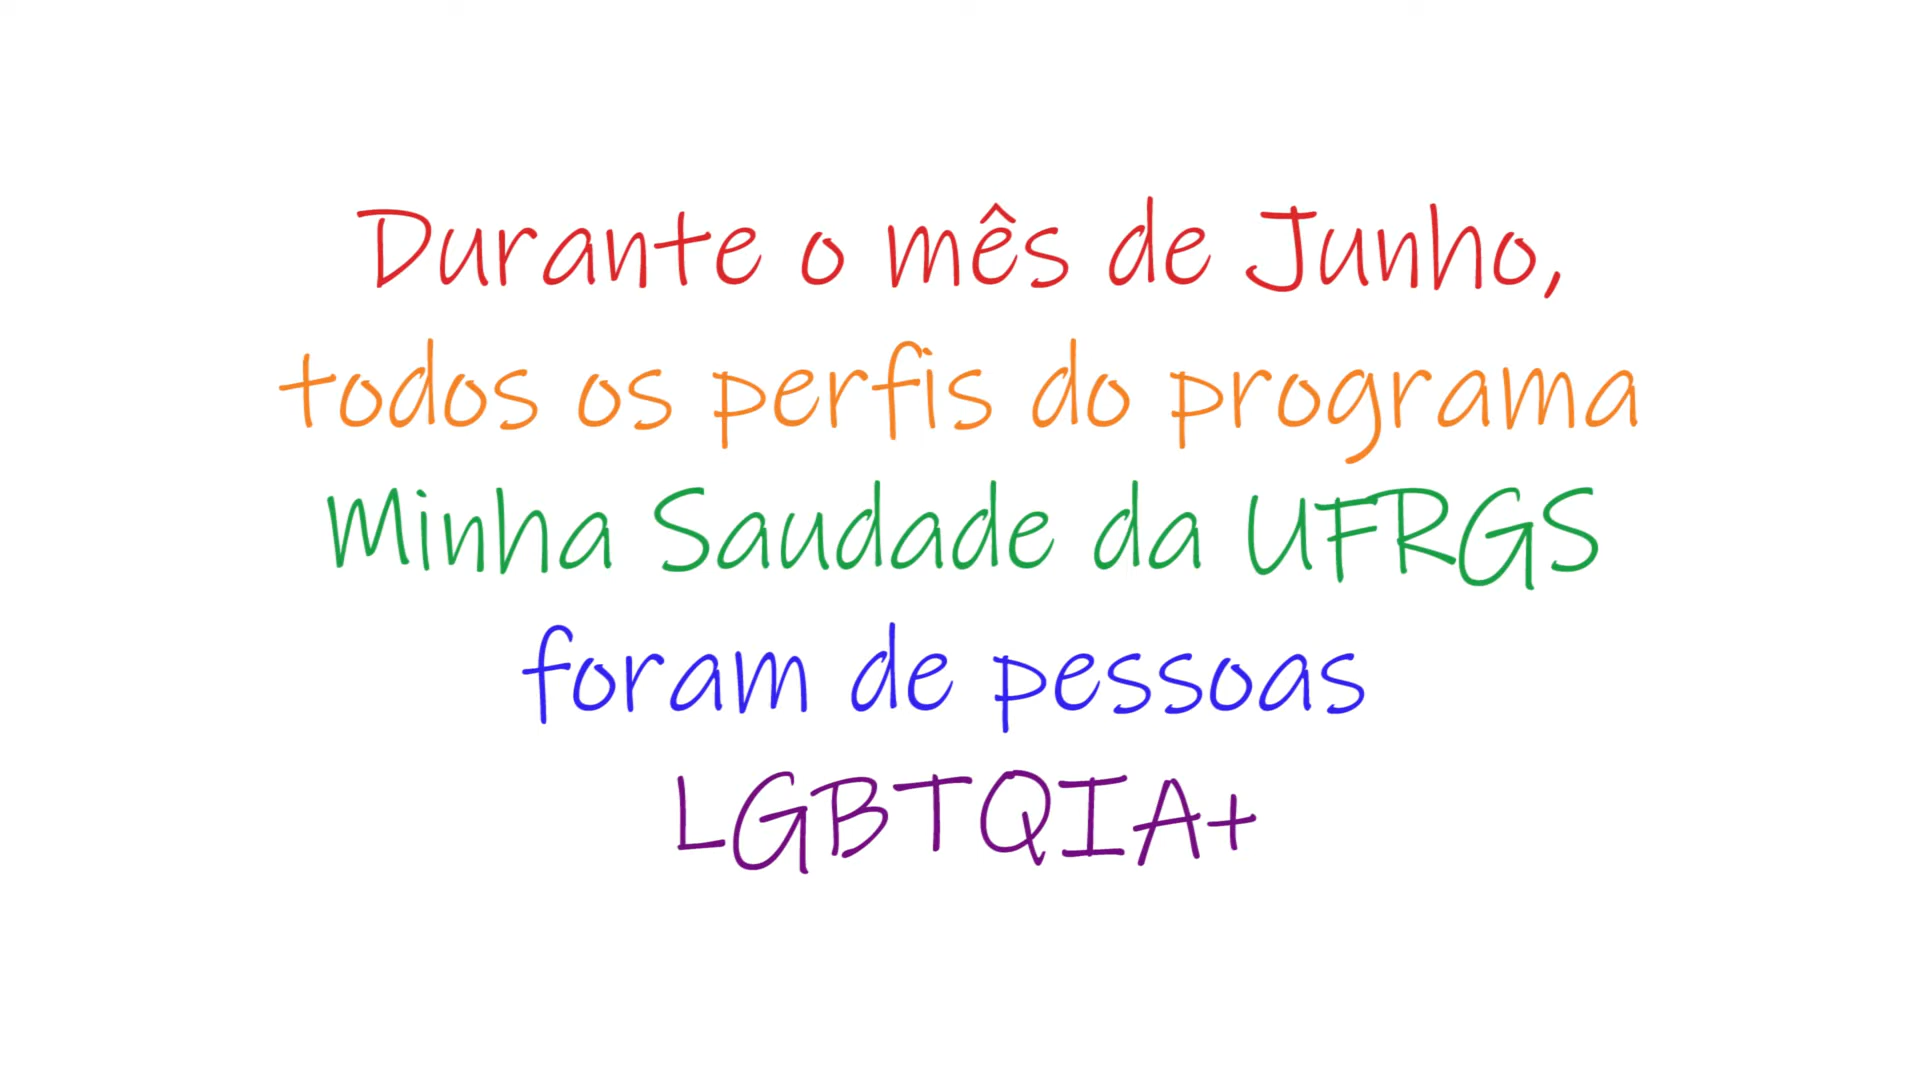 Durante o mês de Junho,
todos os perfis do programa
Minha Saudade da UFRGS
foram de pessoas
LGBTQIA+